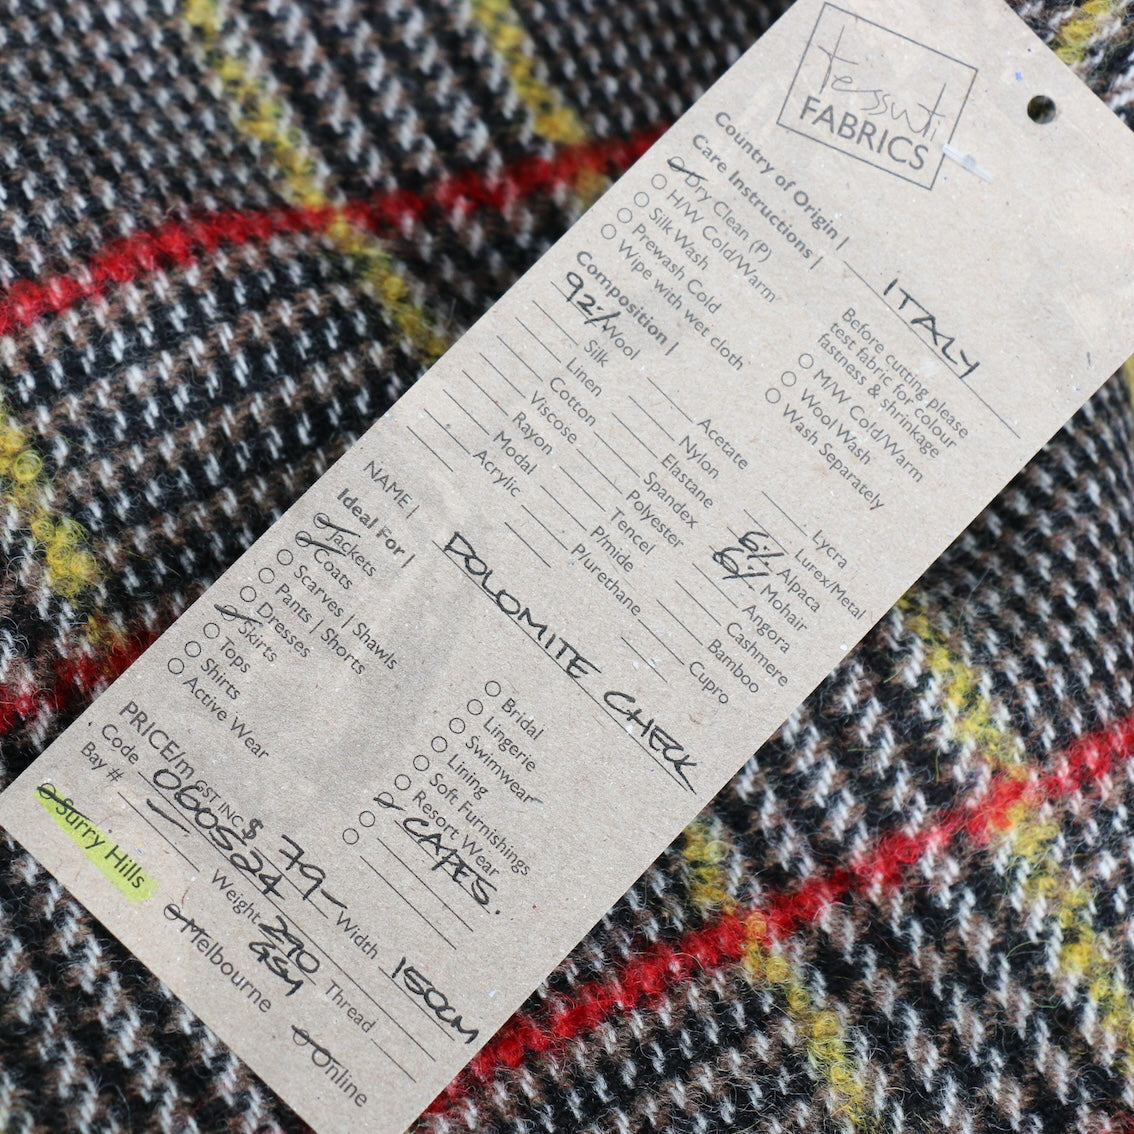 Tessuti
FABRICS
Country of Origin | ITALY
Care Instructions |
Dry Clean (P)
H/W Cold/Warm
Silk Wash
Prewash Cold
Wipe with wet cloth
Before cutting please
test fabric for colour
fastness & shrinkage
M/W Cold/Warm
Wool Wash
Wash Separately
Composition |
92% Wool
Silk
Linen
Cotton
Viscose
Rayon
Modal
Acrylic
Acetate
Nylon
Elastane
Spandex
Polyester
Tencel
P/mide
P/urethane
Lycra
Lurex/Metal
6% Alpaca
6% Mohair
Angora
Cashmere
Bamboo
Cupro
NAME | DOLOMITE CHECK
Ideal For |
Jackets
Coats
Scarves | Shawls
Pants | Shorts
Dresses
Skirts
Tops
Shirts
Active Wear
Bridal
Lingerie
Swimwear
Lining
Soft Furnishings
Resort Wear
CAPES.
PRICE/m GST INC $ 79- Width 150CM
Code 060S24 Weight 270 GSM Thread
Bay #
Surry Hills Melbourne Online